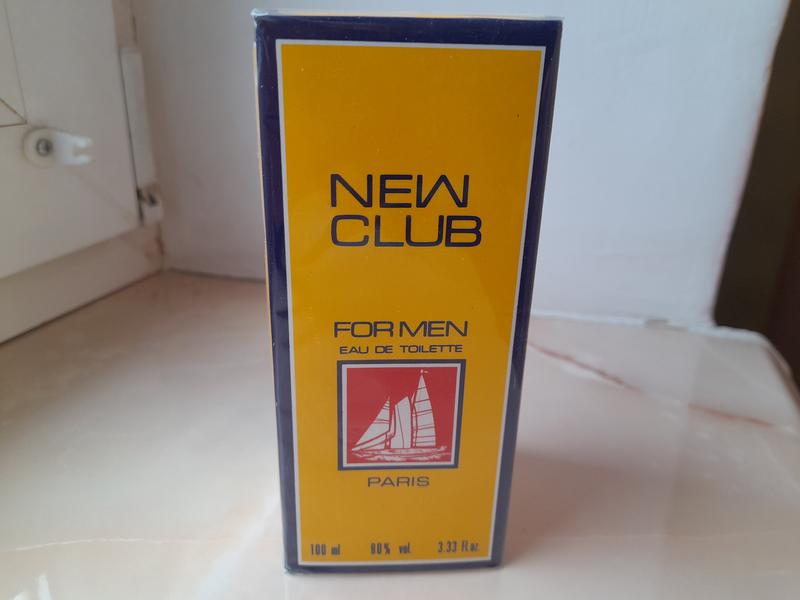 NEW
CLUB
FOR MEN
EAU DE TOILETTE
PARIS
100 ml 80% vol. 3.33 Fl.oz.